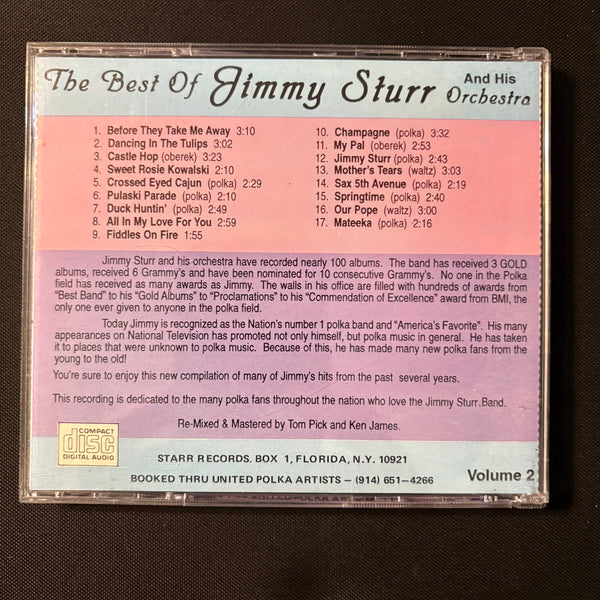 The Best Of Jimmy Sturr And His Orchestra
1. Before They Take Me Away 3:10
2. Dancing In The Tulips 3:02
3. Castle Hop (oberek) 3:23
4. Sweet Rosie Kowalski 2:10
5. Crossed Eyed Cajun (polka) 2:29
6. Pulaski Parade (polka) 2:10
7. Duck Huntin' (polka) 2:49
8. All In My Love For You 2:59
9. Fiddles On Fire 1:55
10. Champagne (polka) 3:32
11. My Pal (oberek) 2:53
12. Jimmy Sturr (polka) 2:43
13. Mother's Tears (waltz) 3:03
14. Sax 5th Avenue (polka) 2:19
15. Springtime (polka) 2:40
16. Our Pope (waltz) 3:00
17. Mateeka (polka) 2:16
Jimmy Sturr and his orchestra have recorded nearly 100 albums. The band has received 3 GOLD
albums, received 6 Grammy's and have been nominated for 10 consecutive Grammy's. No one in the Polka
field has received as many awards as Jimmy. The walls in his office are filled with hundreds of awards from
"Best Band" to his "Gold Albums" to "Proclamations" to his "Commendation of Excellence" award from BMI, the
only one ever given to anyone in the polka field.
Today Jimmy is recognized as the Nation's number 1 polka band and "America's Favorite". His many
appearances on National Television has promoted not only himself, but polka music in general. He has taken
it to places that were unknown to polka music. Because of this, he has made many new polka fans from the
young to the old!
You're sure to enjoy this new compilation of many of Jimmy's hits from the past several years.
This recording is dedicated to the many polka fans throughout the nation who love the Jimmy Sturr Band.
Re-Mixed & Mastered by Tom Pick and Ken James.
COMPACT
disc
DIGITAL AUDIO
STARR RECORDS, BOX 1, FLORIDA, N.Y. 10921
BOOKED THRU UNITED POLKA ARTISTS – (914) 651-4266
Volume 2